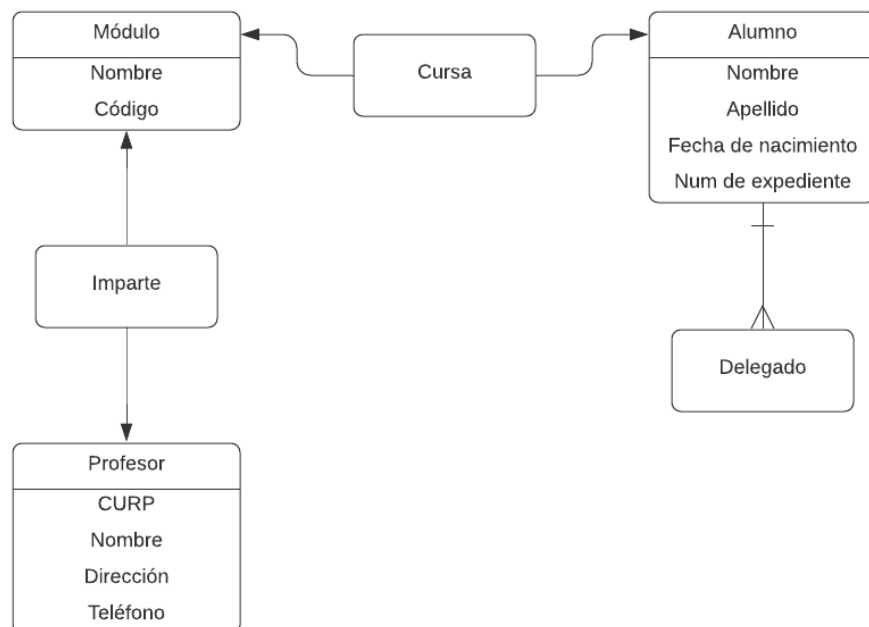 Módulo
Nombre
Código
Cursa
Alumno
Nombre
Apellido
Fecha de nacimiento
Num de expediente
Imparte
Delegado
Profesor
CURP
Nombre
Dirección
Teléfono